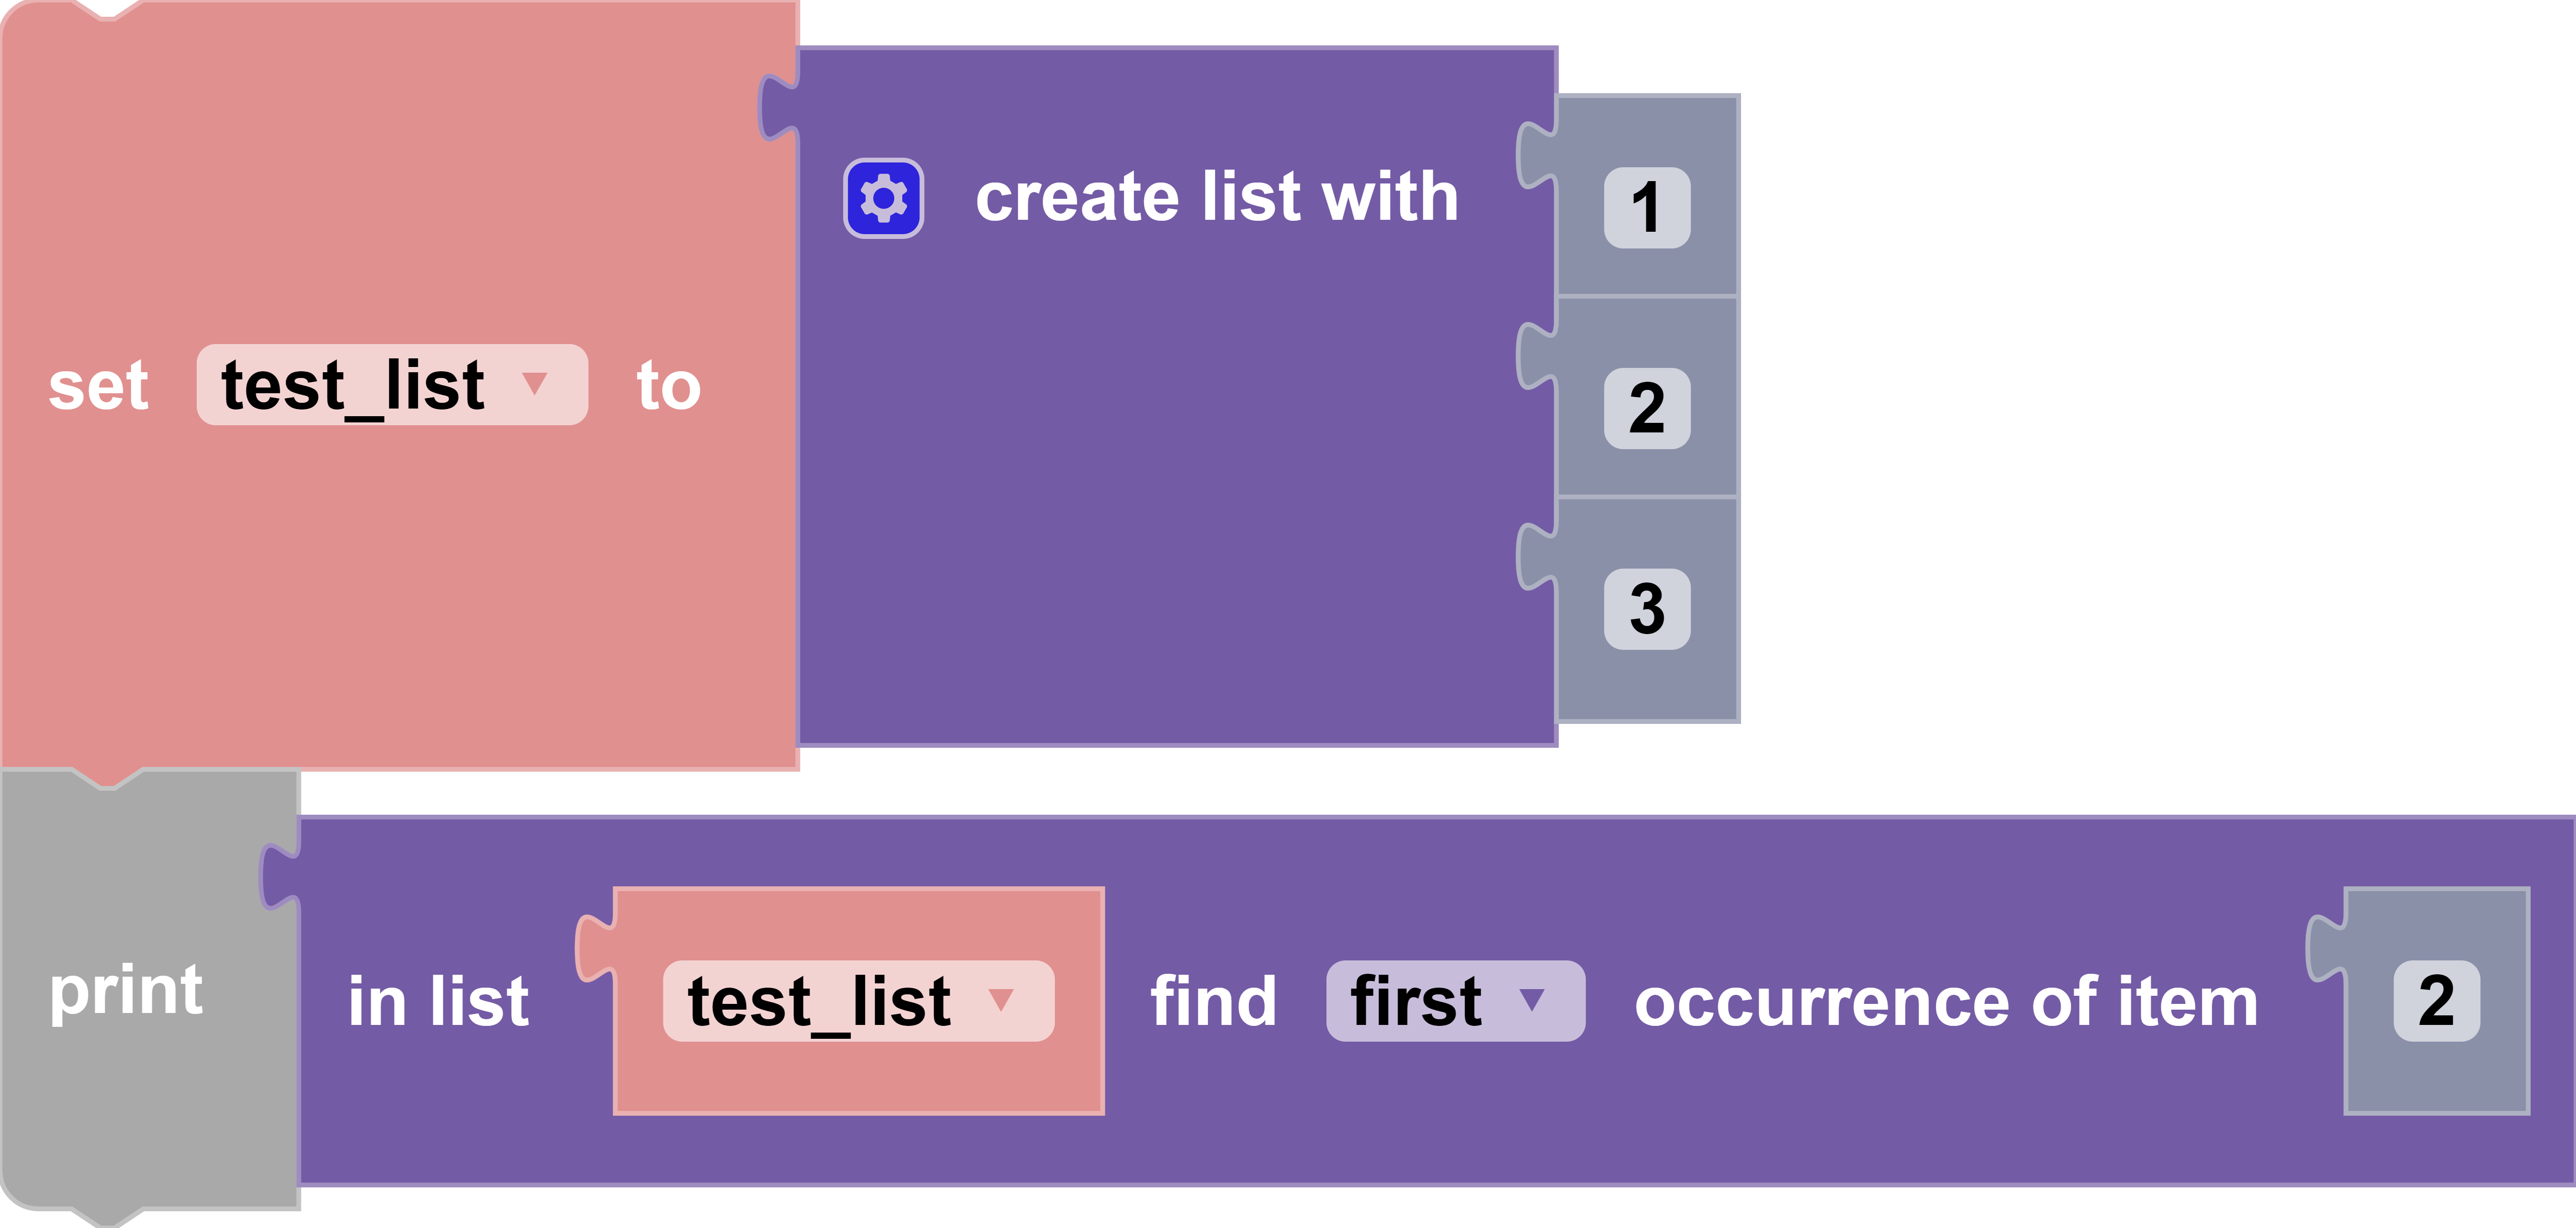 create list with 1
set test_list to 2
3
print in list test_list find first occurrence of item 2